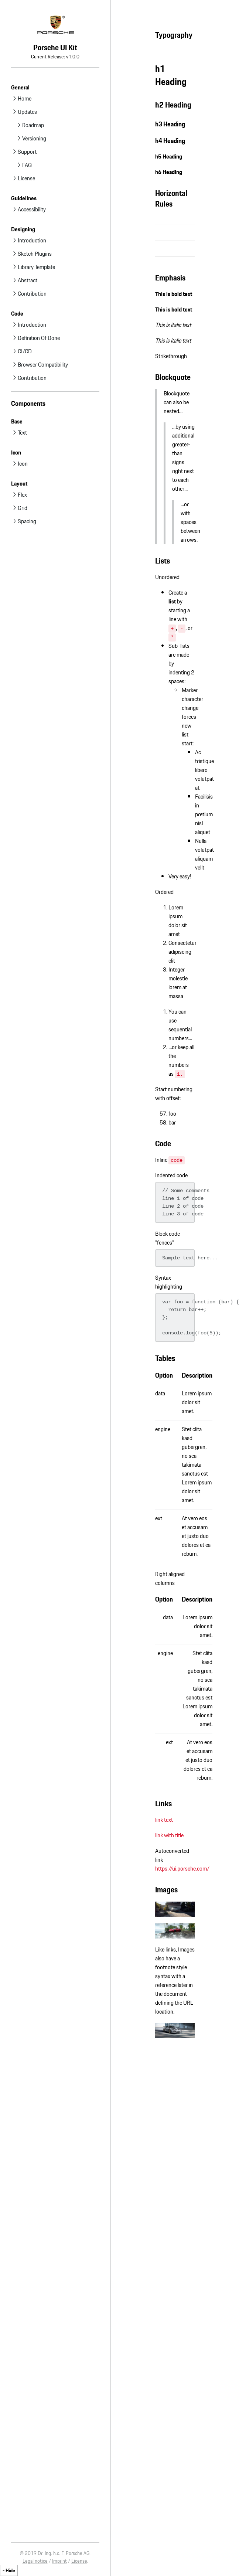 PORSCHE
Porsche UI Kit
Current Release: v1.0.0
General
Home
Updates
Roadmap
Versioning
Support
FAQ
License
Guidelines
Accessibility
Designing
Introduction
Sketch Plugins
Library Template
Abstract
Contribution
Code
Introduction
Definition Of Done
CI/CD
Browser Compatibility
Contribution
Components
Base
Text
Icon
Icon
Layout
Flex
Grid
Spacing
© 2019 Dr. Ing. h.c. F. Porsche AG
Legal notice / Imprint / License
- Hide
Typography
h1
Heading
h2 Heading
h3 Heading
h4 Heading
h5 Heading
h6 Heading
Horizontal
Rules
Emphasis
This is bold text
This is bold text
This is italic text
This is italic text
Strikethrough
Blockquote
Blockquote
can also be
nested...
...by using
additional
greater-
than
signs
right next
to each
other...
...or
with
spaces
between
arrows.
Lists
Unordered
Create a
list by
starting a
line with
+, -, or
*
Sub-lists
are made
by
indenting 2
spaces:
Marker
character
change
forces
new
list
start:
Ac
tristique
libero
volutpat
at
Facilisis
in
pretium
nisl
aliquet
Nulla
volutpat
aliquam
velit
Very easy!
Ordered
1. Lorem
ipsum
dolor sit
amet
2. Consectetur
adipiscing
elit
3. Integer
molestie
lorem at
massa
1. You can
use
sequential
numbers...
2. ...or keep all
the
numbers
as 1.
Start numbering
with offset:
57. foo
58. bar
Code
Inline code
Indented code
// Some comments
line 1 of code
line 2 of code
line 3 of code
Block code
"fences"
Sample text here...
Syntax
highlighting
var foo = function (bar) {
return bar++;
};
console.log(foo(5));
Tables
Option Description
data Lorem ipsum
dolor sit
amet.
engine Stet clita
kasd
gubergren,
no sea
takimata
sanctus est
Lorem ipsum
dolor sit
amet.
ext At vero eos
et accusam
et justo duo
dolores et ea
rebum.
Right aligned
columns
Option Description
data Lorem ipsum
dolor sit
amet.
engine Stet clita
kasd
gubergren,
no sea
takimata
sanctus est
Lorem ipsum
dolor sit
amet.
ext At vero eos
et accusam
et justo duo
dolores et ea
rebum.
Links
link text
link with title
Autoconverted
link
https://ui.porsche.com/
Images
Like links, Images
also have a
footnote style
syntax with a
reference later in
the document
defining the URL
location.